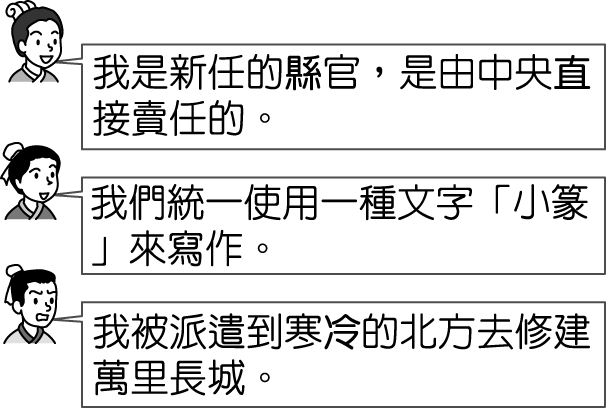 我是新任的縣官，是由中央直
接賣任的。
我們統一使用一種文字「小篆
」來寫作。
我被派遣到寒冷的北方去修建
萬里長城。